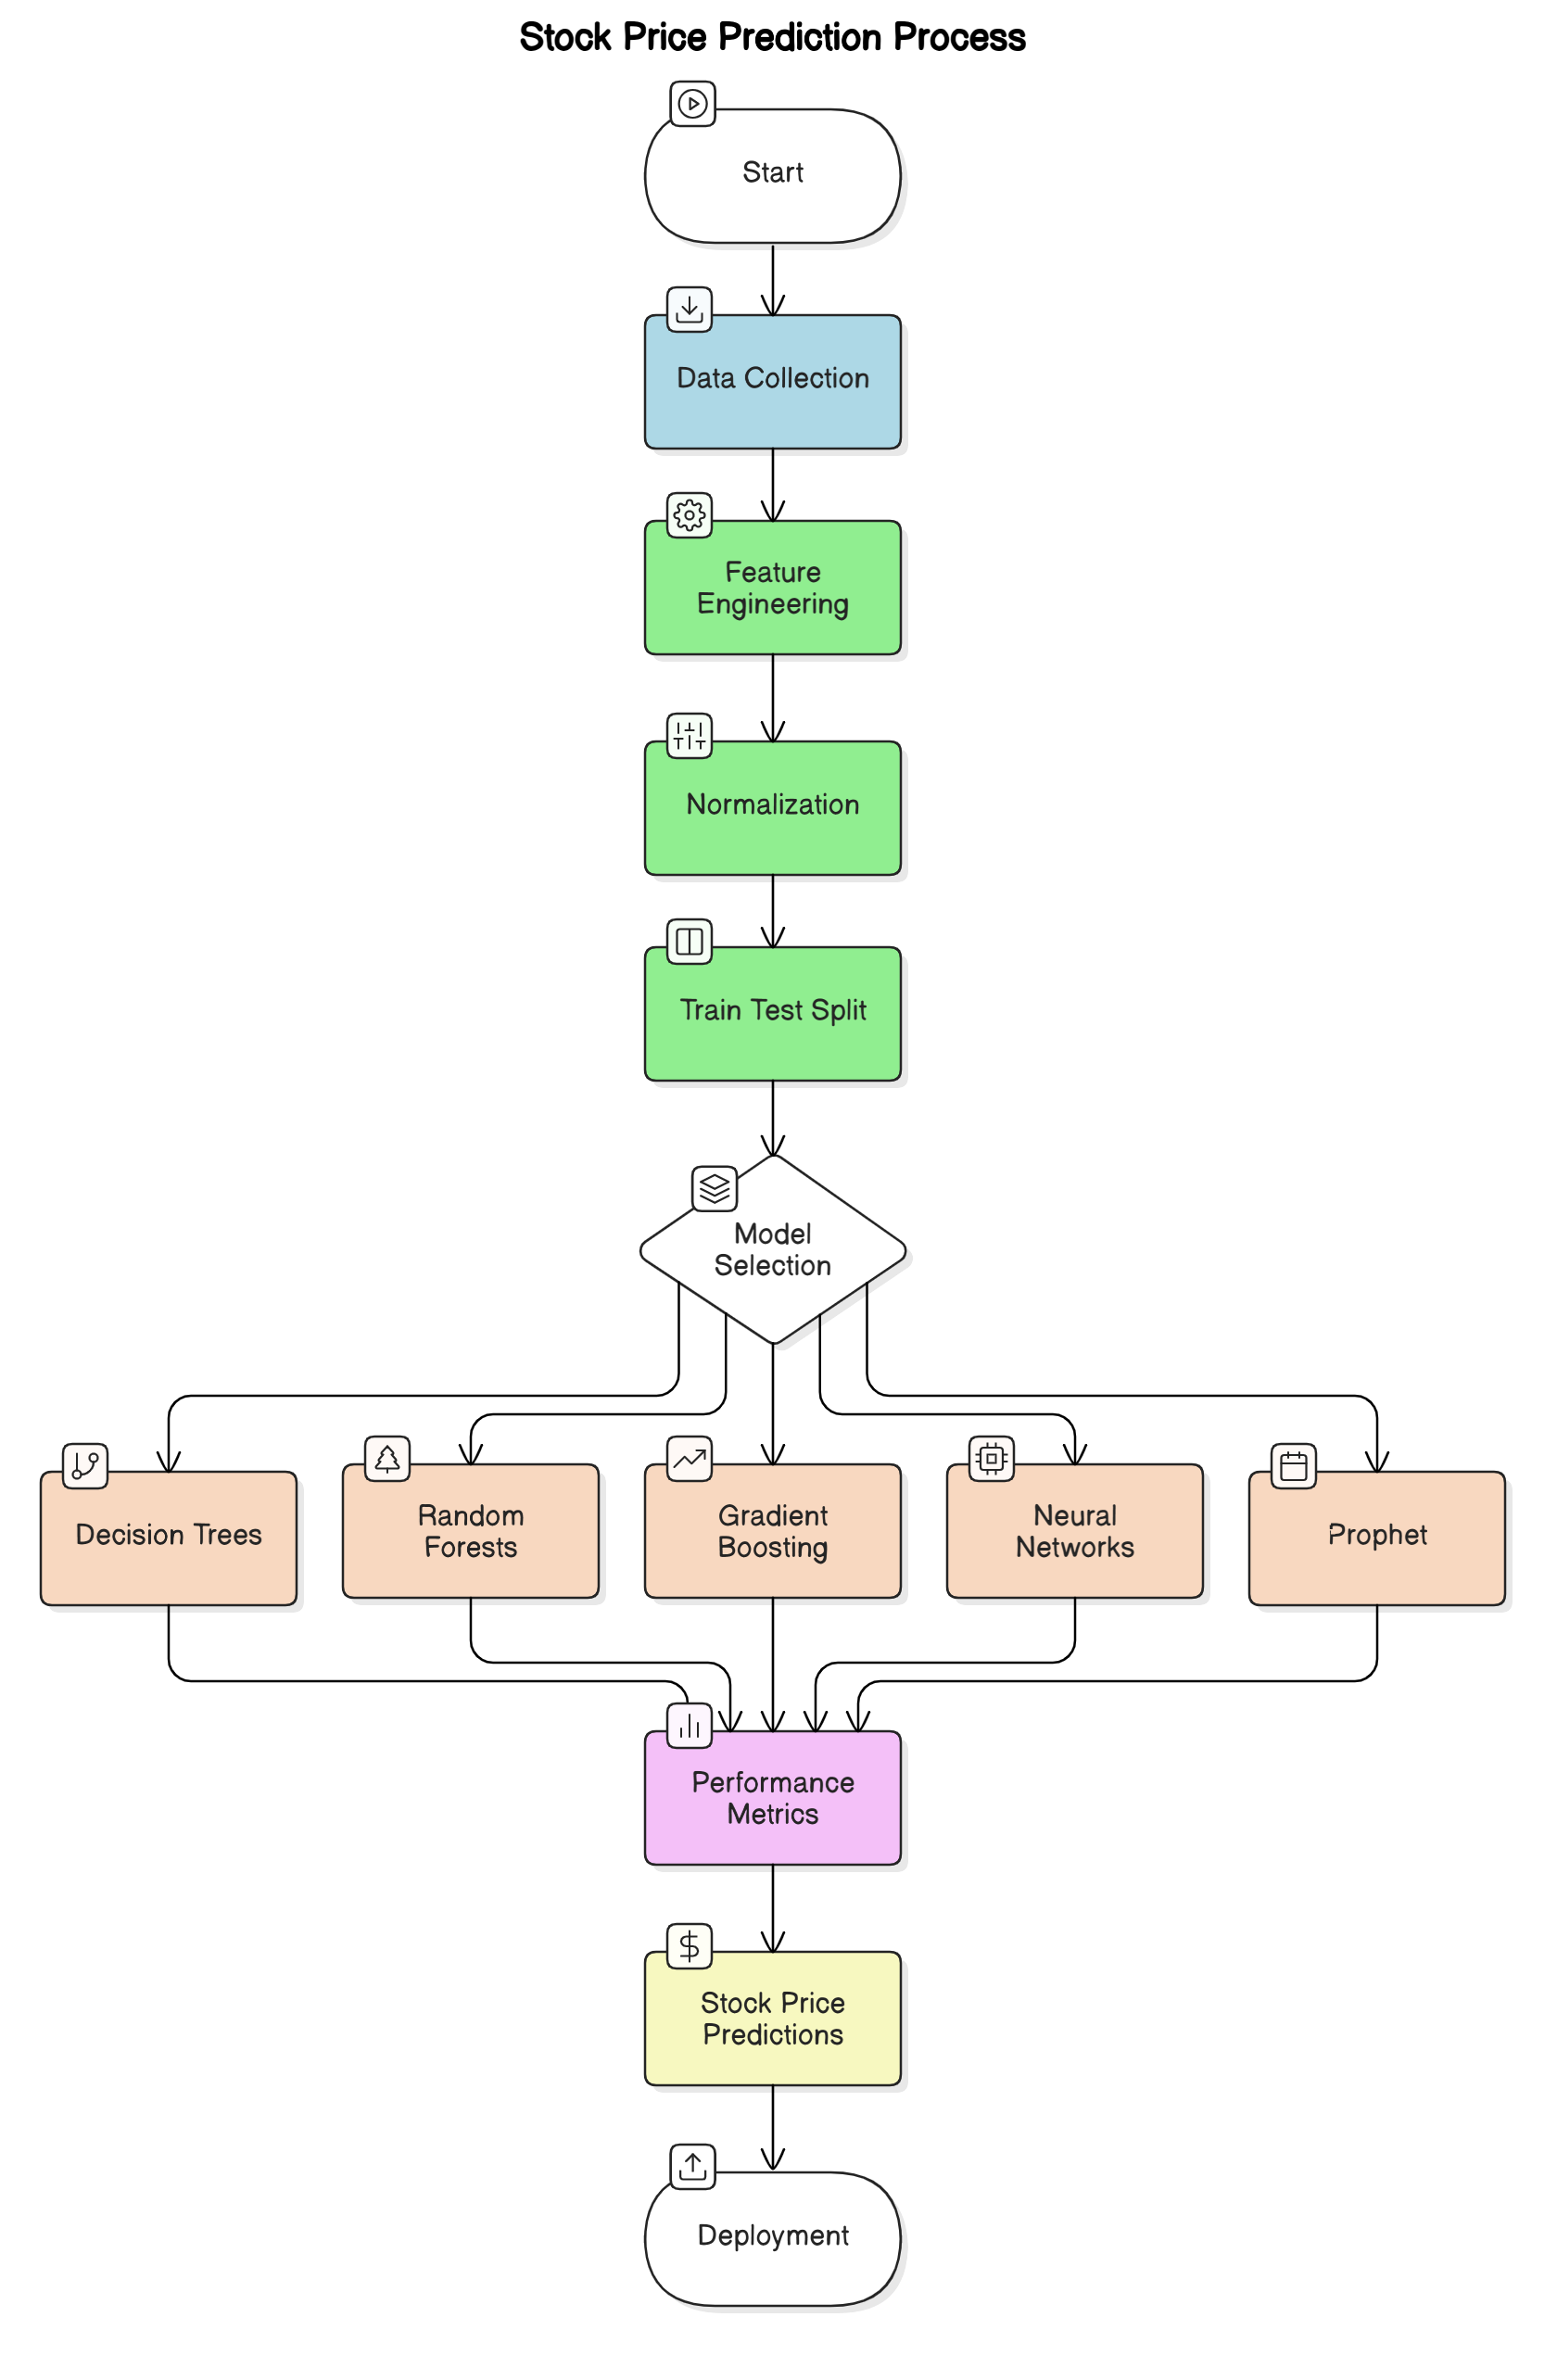 Stock Price Prediction Process
Start
Data Collection
Feature
Engineering
Normalization
Train Test Split
Model
Selection
Decision Trees
Random
Forests
Gradient
Boosting
Neural
Networks
Prophet
Performance
Metrics
Stock Price
Predictions
Deployment